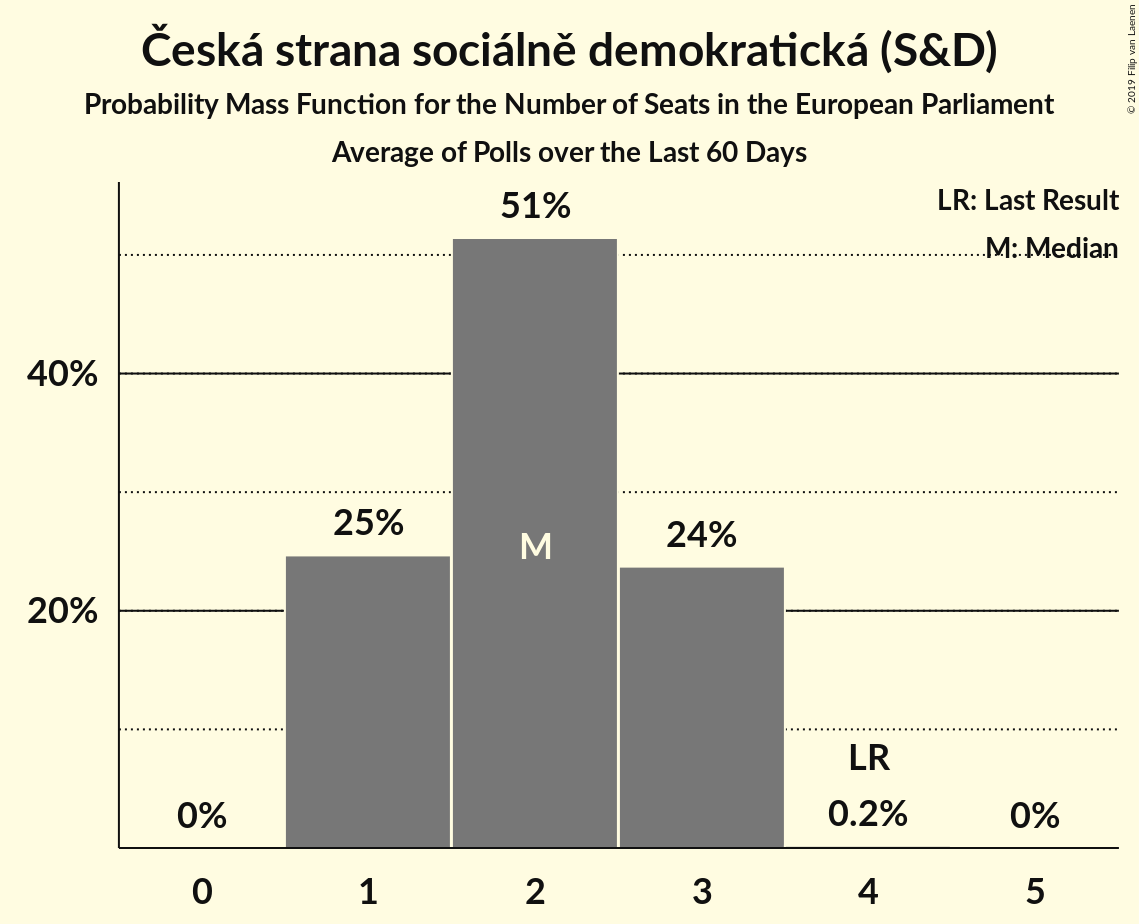 Česká strana sociálně demokratická (S&D)
Probability Mass Function for the Number of Seats in the European Parliament
Average of Polls over the Last 60 Days
© 2019 Filip van Laenen
LR: Last Result
M: Median
51%
40%
25%
M
24%
20%
LR
0%
0.2%
0%
0 1 2 3 4 5